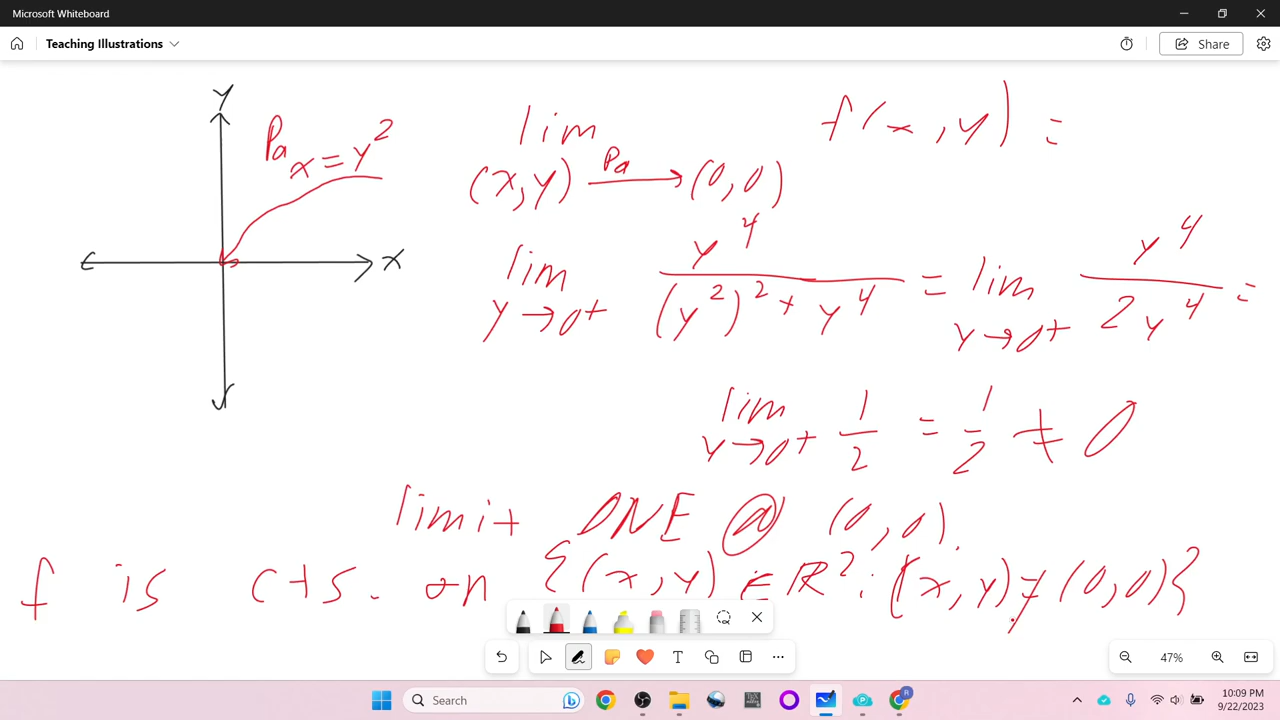 Microsoft Whiteboard
Teaching Illustrations
Share
y
Pa x = y^2
x
lim (x,y) Pa→ (0,0) f(x,y) =
lim y→0+ y^4 / ((y^2)^2 + y^4) = lim y→0+ y^4 / 2y^4 =
lim y→0+ 1/2 = 1/2 ≠ 0
limit DNE @ (0,0).
f is cts. on {(x,y) ∈ ℝ^2 : (x,y) ≠ (0,0)}
47%
Search
10:09 PM
9/22/2023